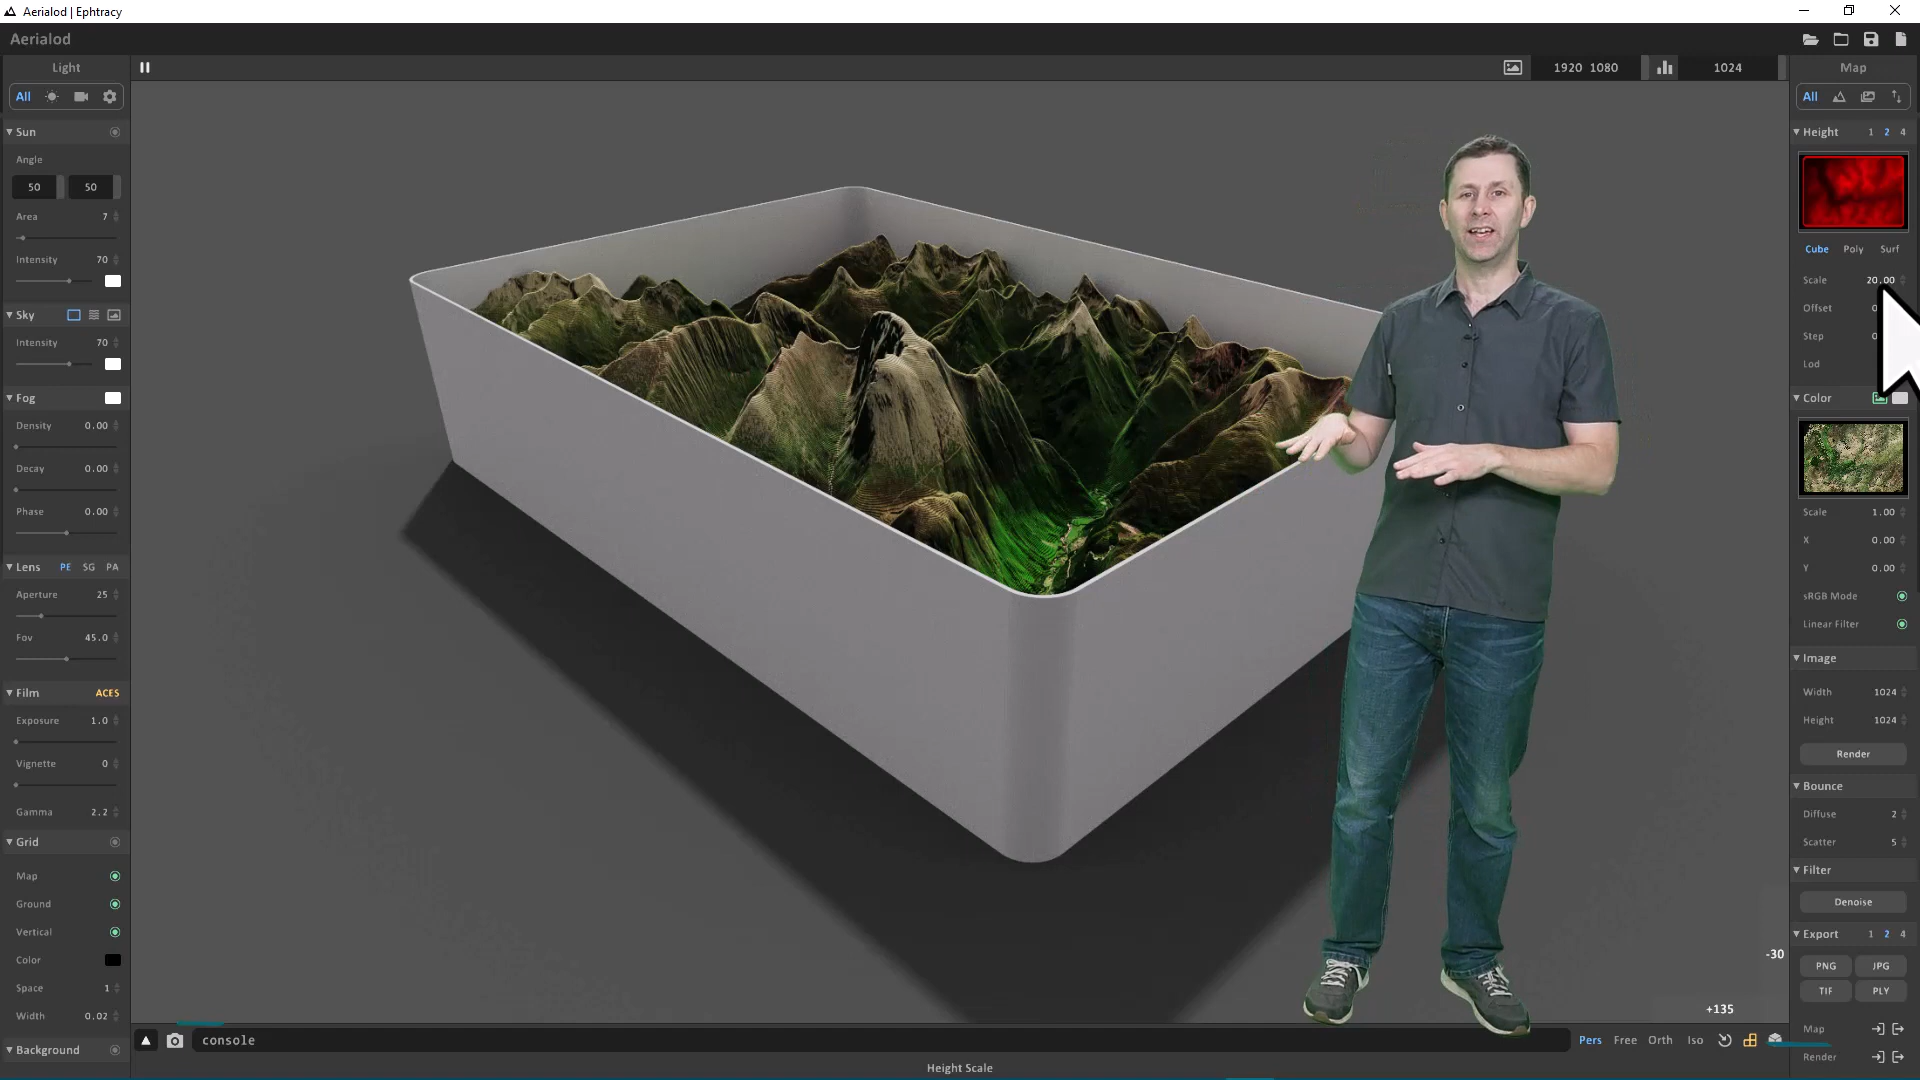 Aerialod | Ephtracy
Aerialod
1920 1080
1024
Light
All
Sun
Angle
50 50
Area 7
Intensity 70
Sky
Intensity 70
Fog
Density 0.00
Decay 0.00
Phase 0.00
Lens PE SG PA
Aperture 25
Fov 45.0
Film ACES
Exposure 1.0
Vignette 0
Gamma 2.2
Grid
Map
Ground
Vertical
Color
Space 1
Width 0.02
Background
-30
+135
console
Pers Free Orth Iso
Height Scale
Map
All
Height 1 2 4
Cube Poly Surf
Scale 20.00
Offset
Step
Lod
Color
Scale 1.00
X 0.00
Y 0.00
sRGB Mode
Linear Filter
Image
Width 1024
Height 1024
Render
Bounce
Diffuse 2
Scatter 5
Filter
Denoise
Export 1 2 4
PNG JPG
TIF PLY
Map
Render